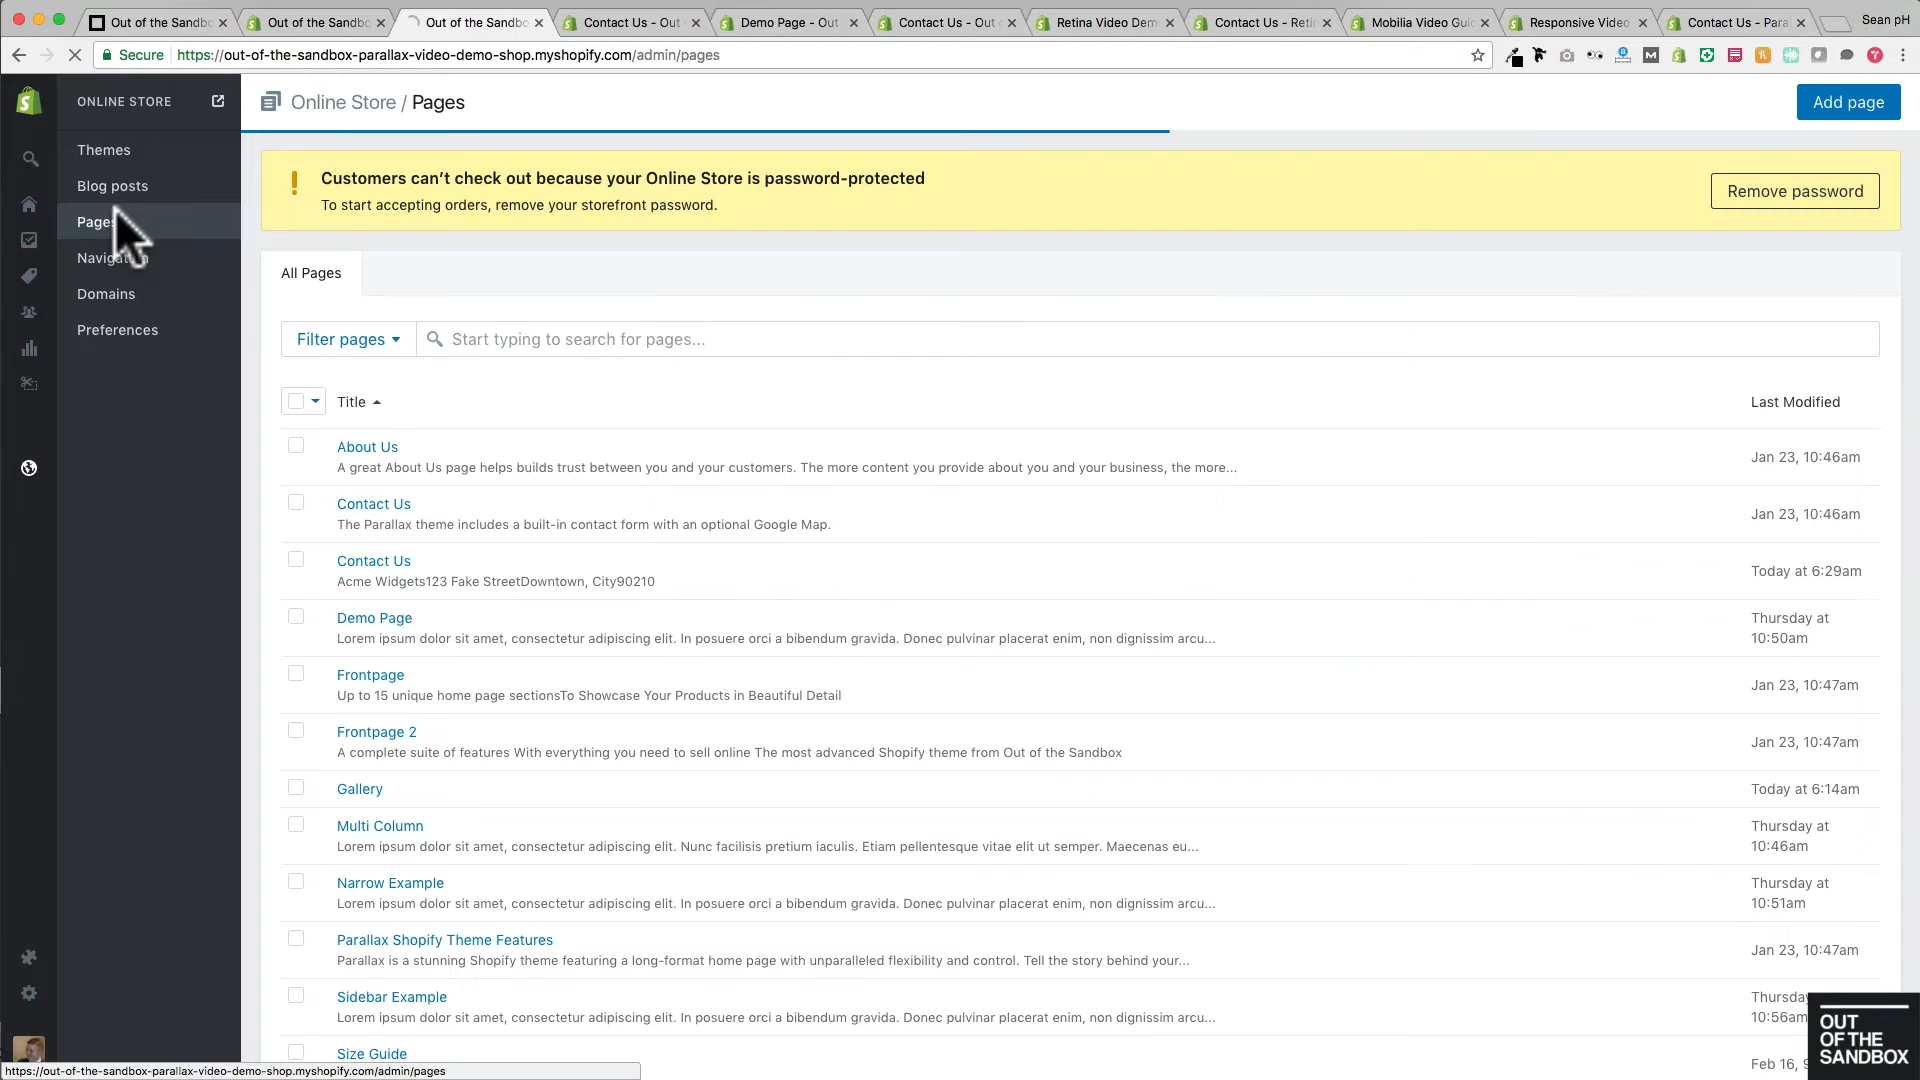 Out of the Sandbo
Out of the Sandbo
Out of the Sandbo
Contact Us - Out
Demo Page - Out
Contact Us - Out
Retina Video Dem
Contact Us - Reti
Mobilia Video Gui
Responsive Video
Contact Us - Para
Sean pH
Secure
https://out-of-the-sandbox-parallax-video-demo-shop.myshopify.com/admin/pages
ONLINE STORE
Online Store / Pages
Add page
Themes
Blog posts
Pages
Domains
Preferences
Customers can't check out because your Online Store is password-protected
To start accepting orders, remove your storefront password.
Remove password
All Pages
Filter pages
Start typing to search for pages...
Title
Last Modified
About Us
A great About Us page helps builds trust between you and your customers. The more content you provide about you and your business, the more...
Jan 23, 10:46am
Contact Us
The Parallax theme includes a built-in contact form with an optional Google Map.
Jan 23, 10:46am
Contact Us
Acme Widgets123 Fake StreetDowntown, City90210
Today at 6:29am
Demo Page
Lorem ipsum dolor sit amet, consectetur adipiscing elit. In posuere orci a bibendum gravida. Donec pulvinar placerat enim, non dignissim arcu...
Thursday at
10:50am
Frontpage
Up to 15 unique home page sectionsTo Showcase Your Products in Beautiful Detail
Jan 23, 10:47am
Frontpage 2
A complete suite of features With everything you need to sell online The most advanced Shopify theme from Out of the Sandbox
Jan 23, 10:47am
Gallery
Today at 6:14am
Multi Column
Lorem ipsum dolor sit amet, consectetur adipiscing elit. Nunc facilisis pretium iaculis. Etiam pellentesque vitae elit ut semper. Maecenas eu...
Thursday at
10:46am
Narrow Example
Lorem ipsum dolor sit amet, consectetur adipiscing elit. In posuere orci a bibendum gravida. Donec pulvinar placerat enim, non dignissim arcu...
Thursday at
10:51am
Parallax Shopify Theme Features
Parallax is a stunning Shopify theme featuring a long-format home page with unparalleled flexibility and control. Tell the story behind your...
Jan 23, 10:47am
Sidebar Example
Lorem ipsum dolor sit amet, consectetur adipiscing elit. In posuere orci a bibendum gravida. Donec pulvinar placerat enim, non dignissim arcu...
Thursday
10:56am
Size Guide
Feb 16, 9
https://out-of-the-sandbox-parallax-video-demo-shop.myshopify.com/admin/pages
OUT
OF THE
SANDBOX